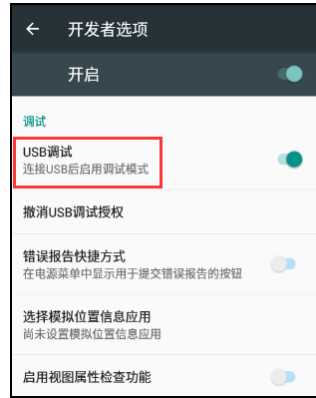 开发者选项
开启
调试
USB调试
连接USB后启用调试模式
撤消USB调试授权
错误报告快捷方式
在电源菜单中显示用于提交错误报告的按钮
选择模拟位置信息应用
尚未设置模拟位置信息应用
启用视图属性检查功能